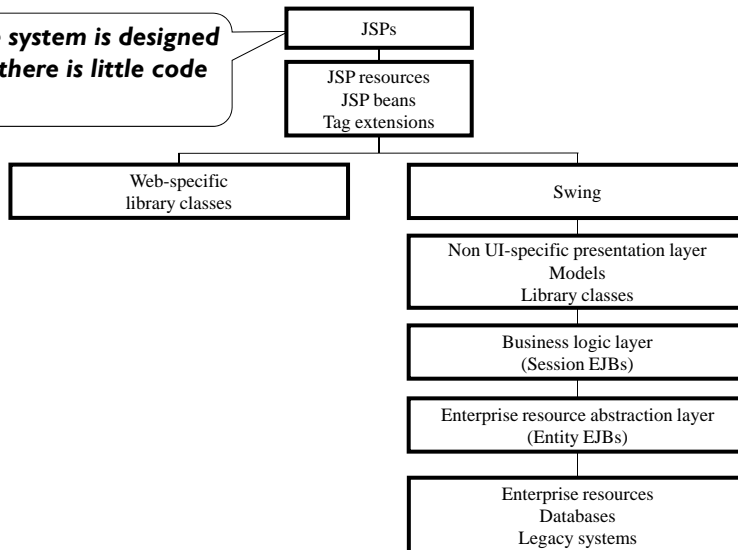 system is designed
there is little code
JSPs
JSP resources
JSP beans
Tag extensions
Web-specific
library classes
Swing
Non UI-specific presentation layer
Models
Library classes
Business logic layer
(Session EJBs)
Enterprise resource abstraction layer
(Entity EJBs)
Enterprise resources
Databases
Legacy systems